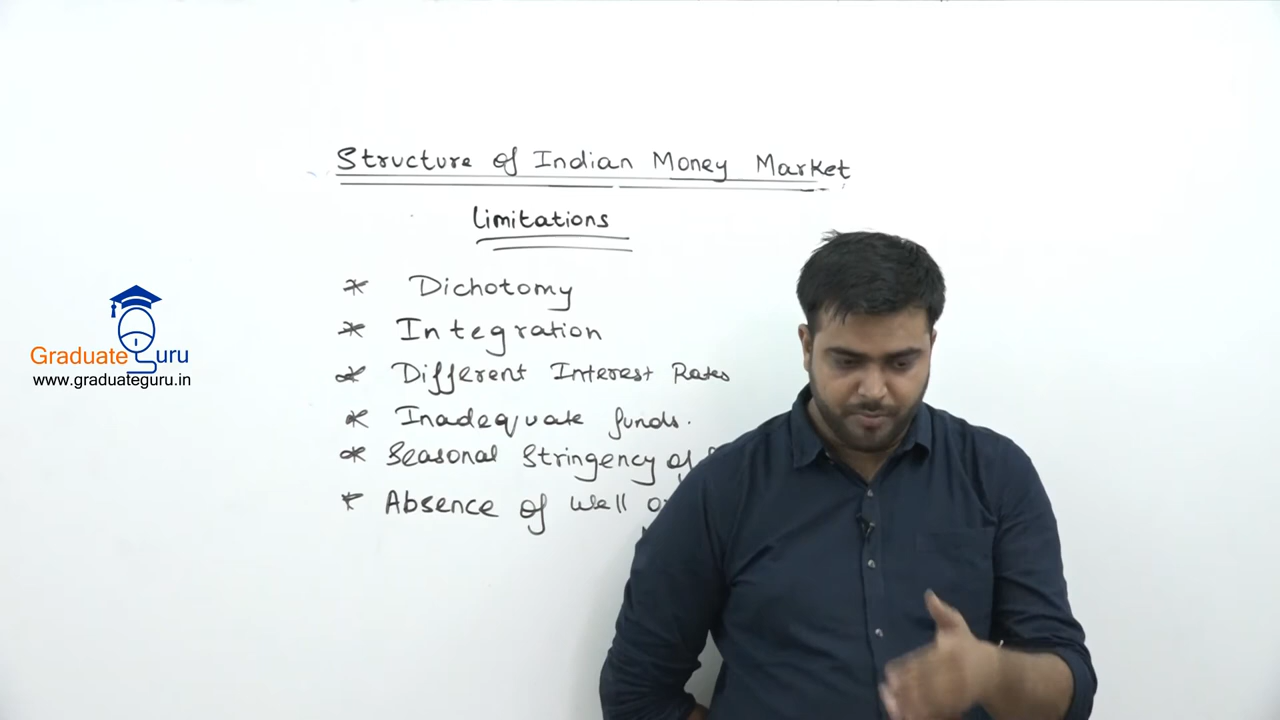 Structure of Indian Money Market
Limitations
* Dichotomy
* Integration
* Different Interest Rates
* Inadequate funds.
* Seasonal Stringency of
* Absence of Well
GraduateGuru
www.graduateguru.in